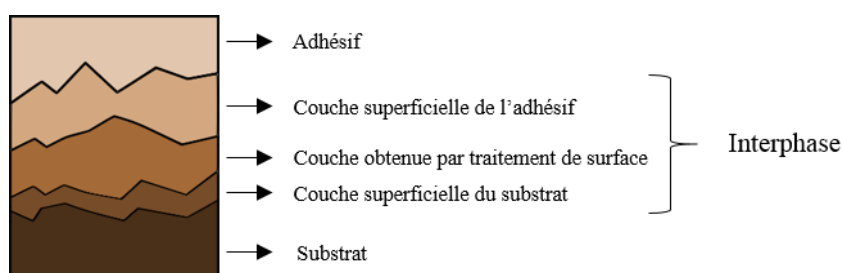 Adhésif
Couche superficielle de l'adhésif
Couche obtenue par traitement de surface
Interphase
Couche superficielle du substrat
Substrat